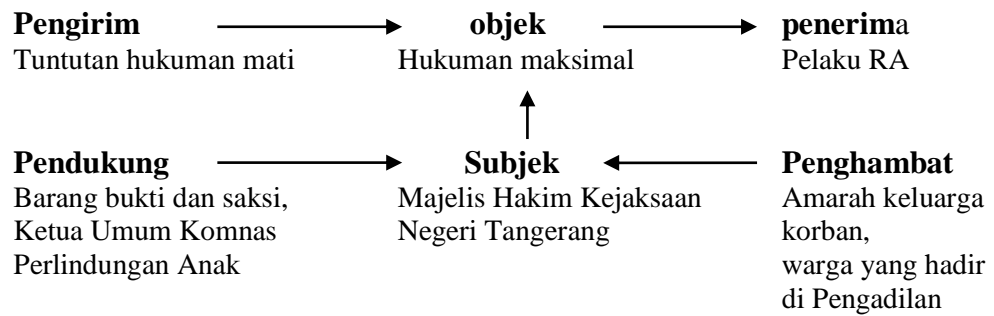 Pengirim objek penerima
Tuntutan hukuman mati Hukuman maksimal Pelaku RA
Pendukung Subjek Penghambat
Barang bukti dan saksi, Majelis Hakim Kejaksaan Amarah keluarga
Ketua Umum Komnas Negeri Tangerang korban,
Perlindungan Anak warga yang hadir
di Pengadilan